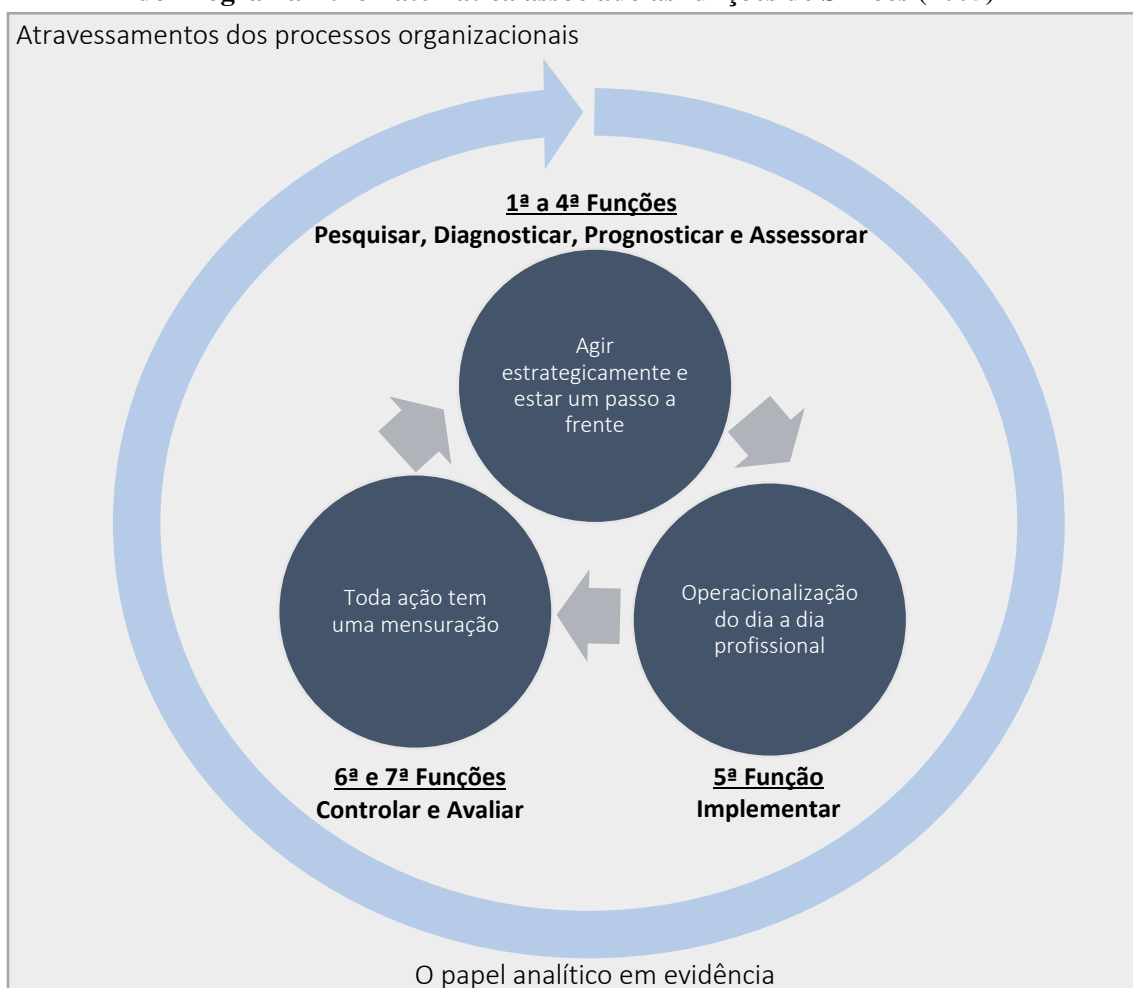 Atravessamentos dos processos organizacionais
1ª a 4ª Funções
Pesquisar, Diagnosticar, Prognosticar e Assessorar
Agir
estrategicamente e
estar um passo a
frente
Toda ação tem
uma mensuração
Operacionalização
do dia a dia
profissional
6ª e 7ª Funções
Controlar e Avaliar
5ª Função
Implementar
O papel analítico em evidência